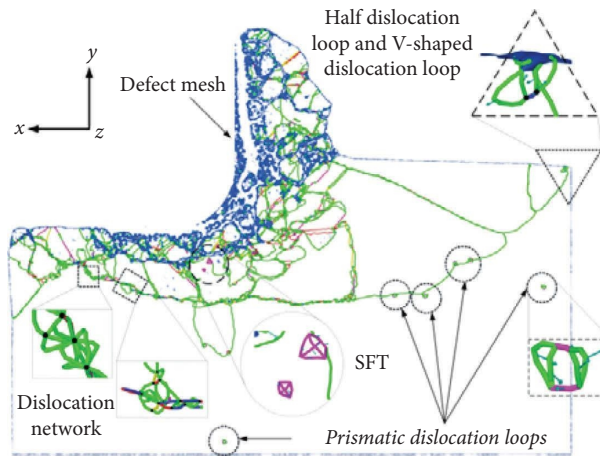 Half dislocation
loop and V-shaped
dislocation loop
y
Defect mesh
x
z
SFT
Dislocation
network
Prismatic dislocation loops